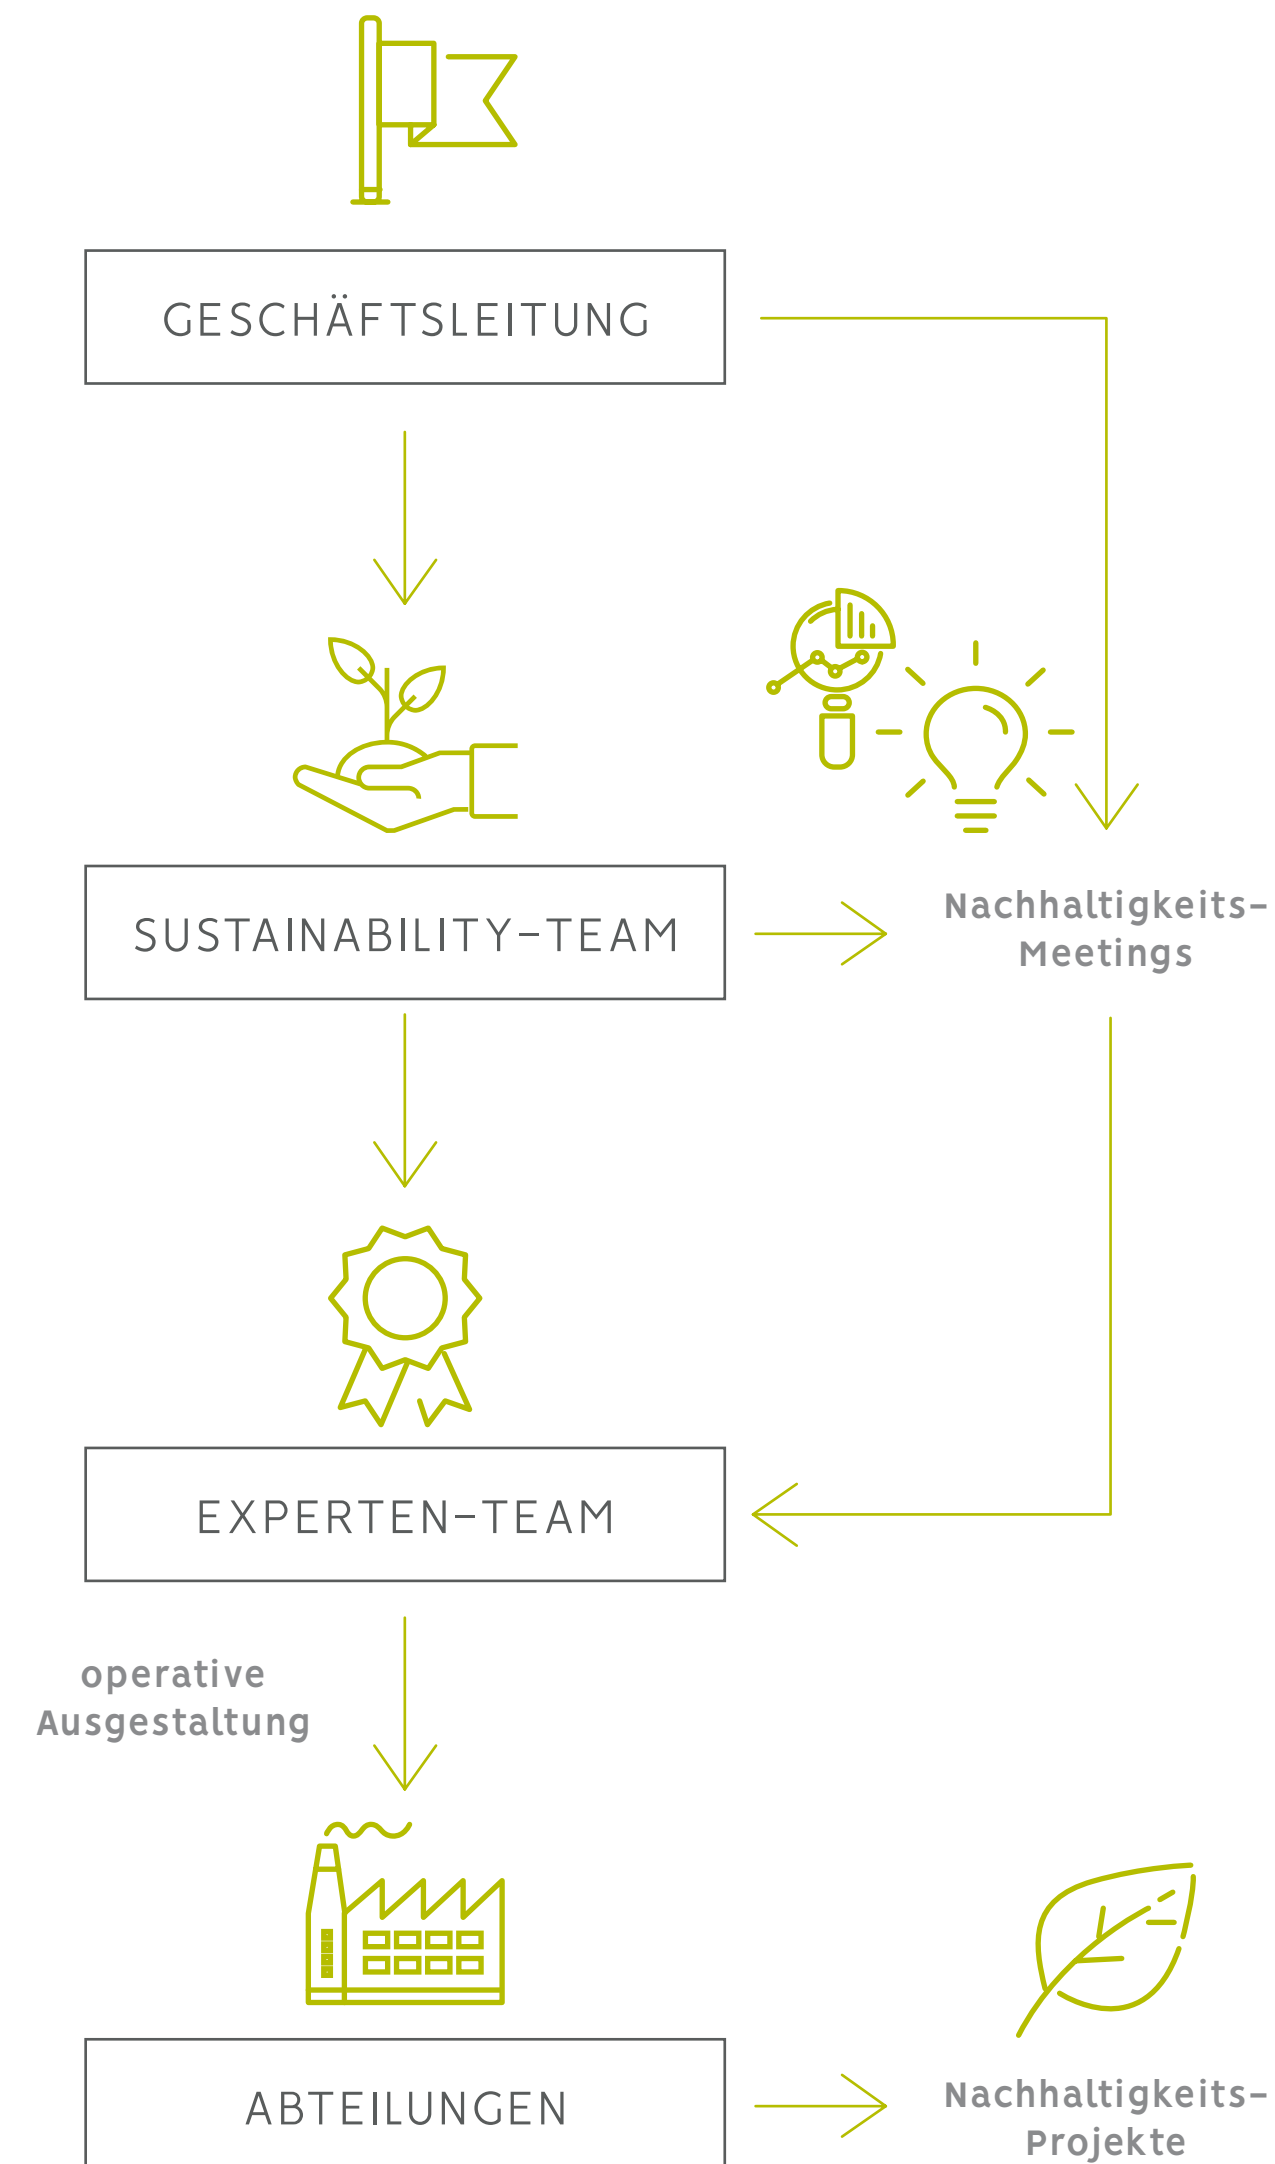 GESCHÄFTSLEITUNG
SUSTAINABILITY-TEAM
Nachhaltigkeits-
Meetings
EXPERTEN-TEAM
operative
Ausgestaltung
ABTEILUNGEN
Nachhaltigkeits-
Projekte